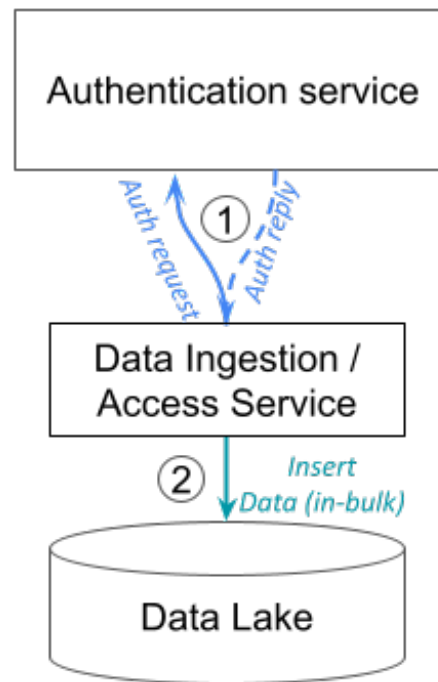 Authentication service
Auth request
1
Auth reply
Data Ingestion /
Access Service
2
Insert
Data (in-bulk)
Data Lake